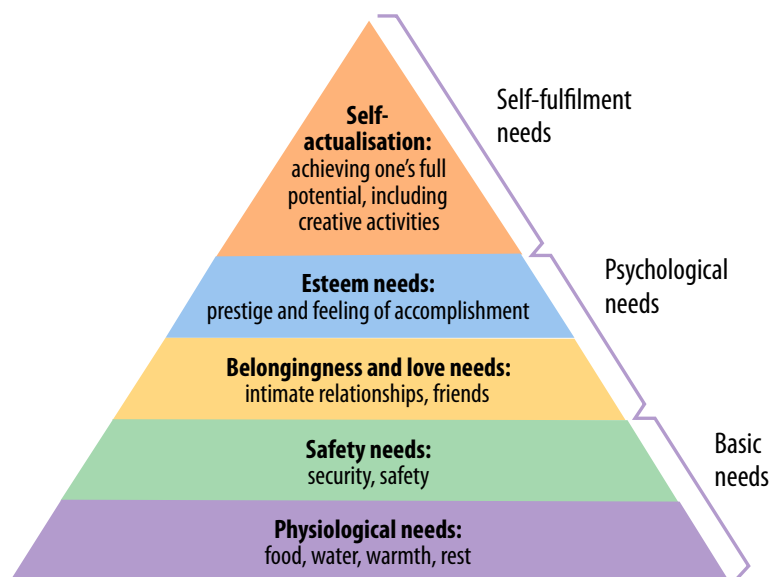 Self-
actualisation:
achieving one's full
potential, including
creative activities
Self-fulfilment
needs
Esteem needs:
prestige and feeling of accomplishment
Psychological
needs
Belongingness and love needs:
intimate relationships, friends
Safety needs:
security, safety
Basic
needs
Physiological needs:
food, water, warmth, rest